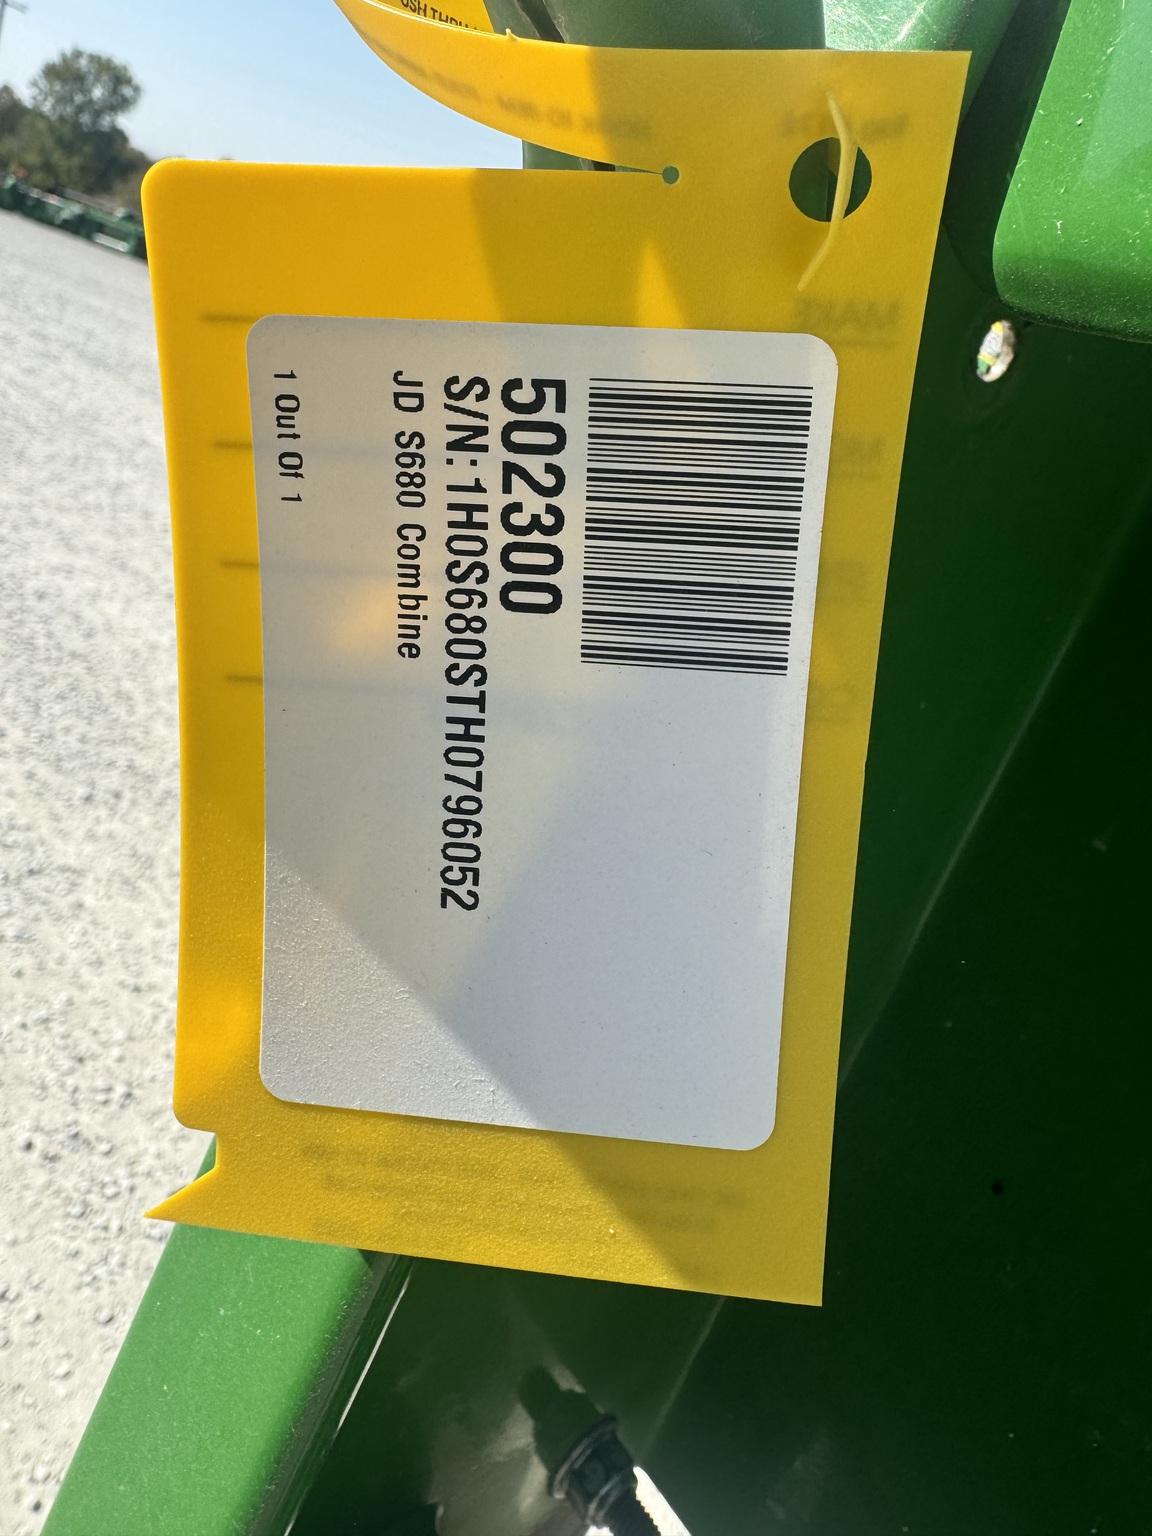 502300
S/N:1H0S680STH0796052
JD S680 Combine
1 Out Of 1